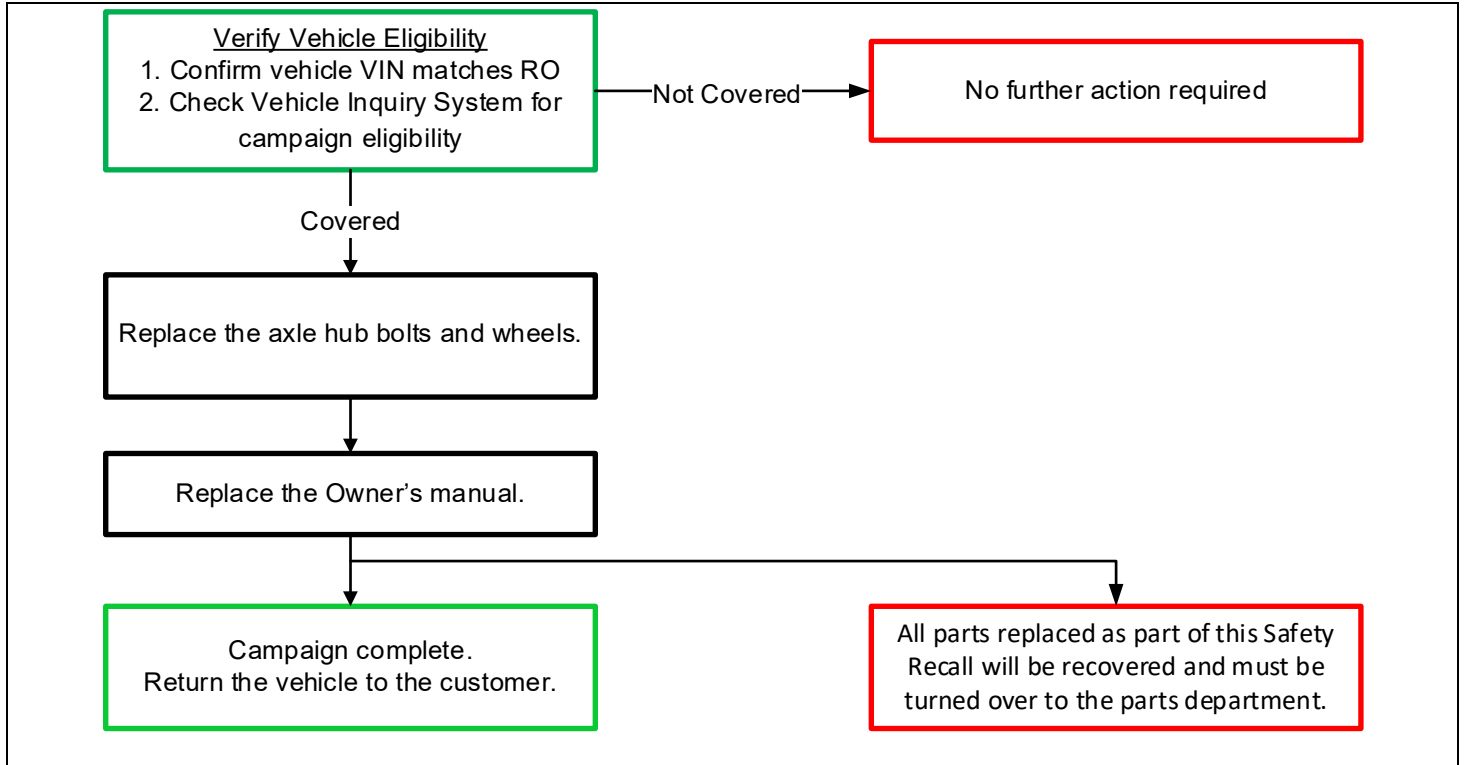 Verify Vehicle Eligibility
1. Confirm vehicle VIN matches RO
2. Check Vehicle Inquiry System for
campaign eligibility
Not Covered
No further action required
Covered
Replace the axle hub bolts and wheels.
Replace the Owner’s manual.
Campaign complete.
Return the vehicle to the customer.
All parts replaced as part of this Safety
Recall will be recovered and must be
turned over to the parts department.